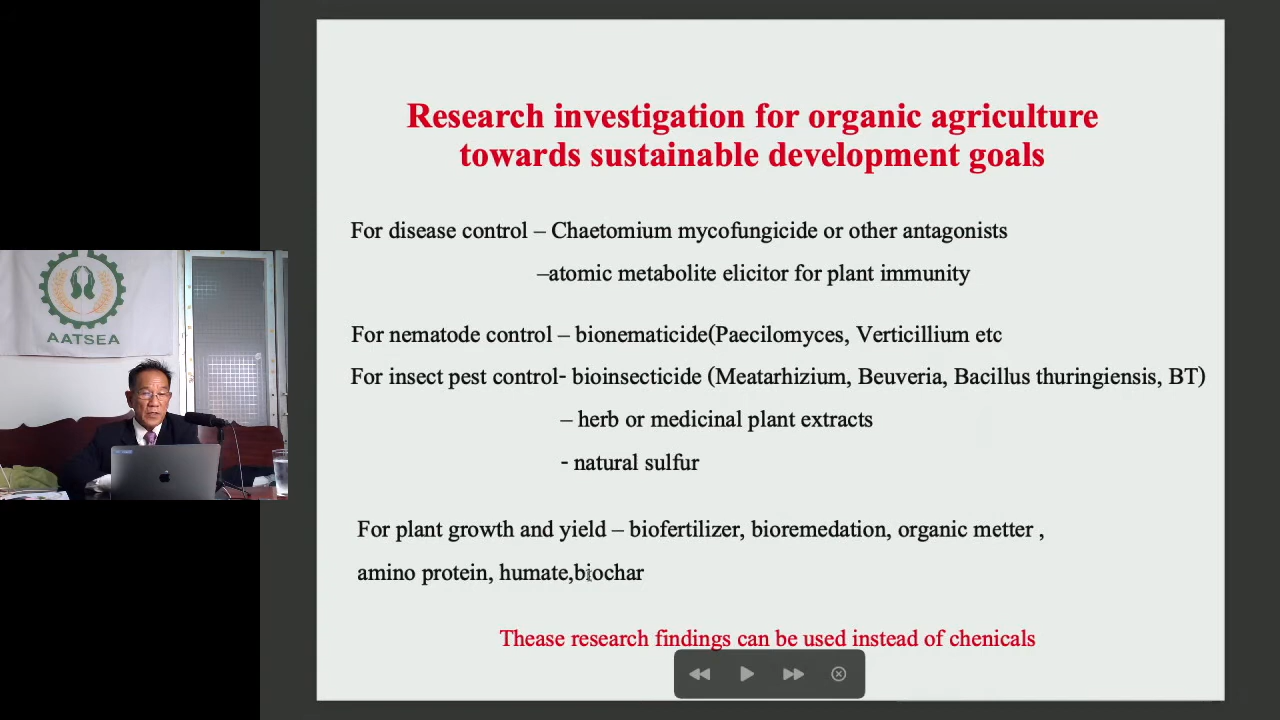 Research investigation for organic agriculture
towards sustainable development goals
For disease control – Chaetomium mycofungicide or other antagonists
–atomic metabolite elicitor for plant immunity
For nematode control – bionematicide(Paecilomyces, Verticillium etc
For insect pest control- bioinsecticide (Meatarhizium, Beuveria, Bacillus thuringiensis, BT)
– herb or medicinal plant extracts
- natural sulfur
For plant growth and yield – biofertilizer, bioremedation, organic metter ,
amino protein, humate,biochar
Thease research findings can be used instead of chenicals
AATSEA